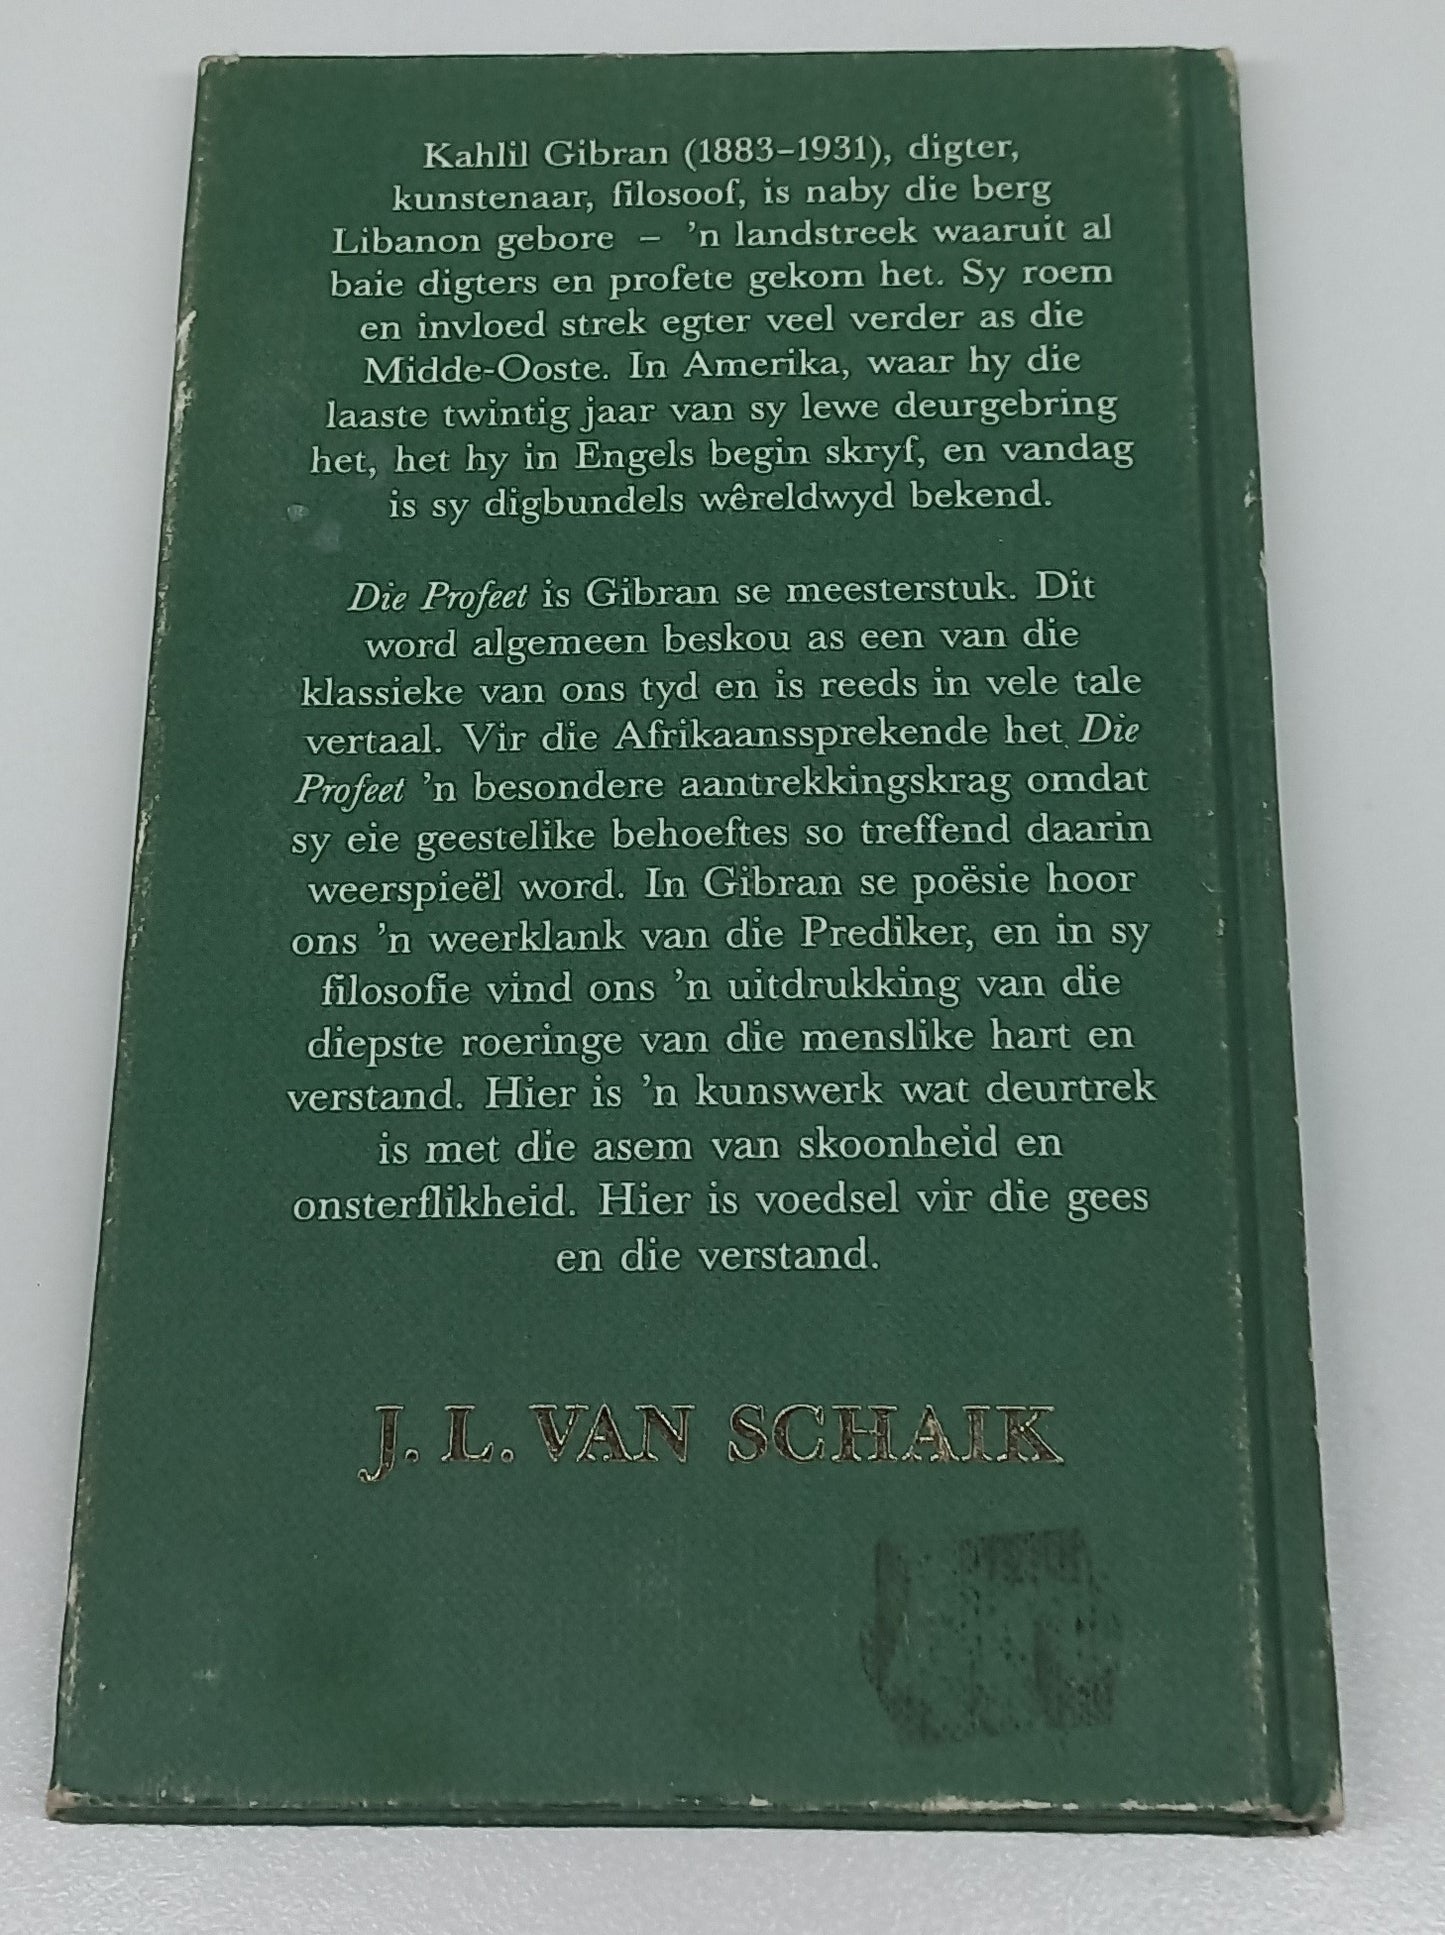 Kahlil Gibran (1883–1931), digter,
kunstenaar, filosoof, is naby die berg
Libanon gebore – ’n landstreek waaruit al
baie digters en profete gekom het. Sy roem
en invloed strek egter veel verder as die
Midde-Ooste. In Amerika, waar hy die
laaste twintig jaar van sy lewe deurgebring
het, het hy in Engels begin skryf, en vandag
is sy digbundels wêreldwyd bekend.
Die Profeet is Gibran se meesterstuk. Dit
word algemeen beskou as een van die
klassieke van ons tyd en is reeds in vele tale
vertaal. Vir die Afrikaanssprekende het Die
Profeet ’n besondere aantrekkingskrag omdat
sy eie geestelike behoeftes so treffend daarin
weerspieël word. In Gibran se poësie hoor
ons ’n weerklank van die Prediker, en in sy
filosofie vind ons ’n uitdrukking van die
diepste roeringe van die menslike hart en
verstand. Hier is ’n kunswerk wat deurtrek
is met die asem van skoonheid en
onsterflikheid. Hier is voedsel vir die gees
en die verstand.
J. L. VAN SCHAIK